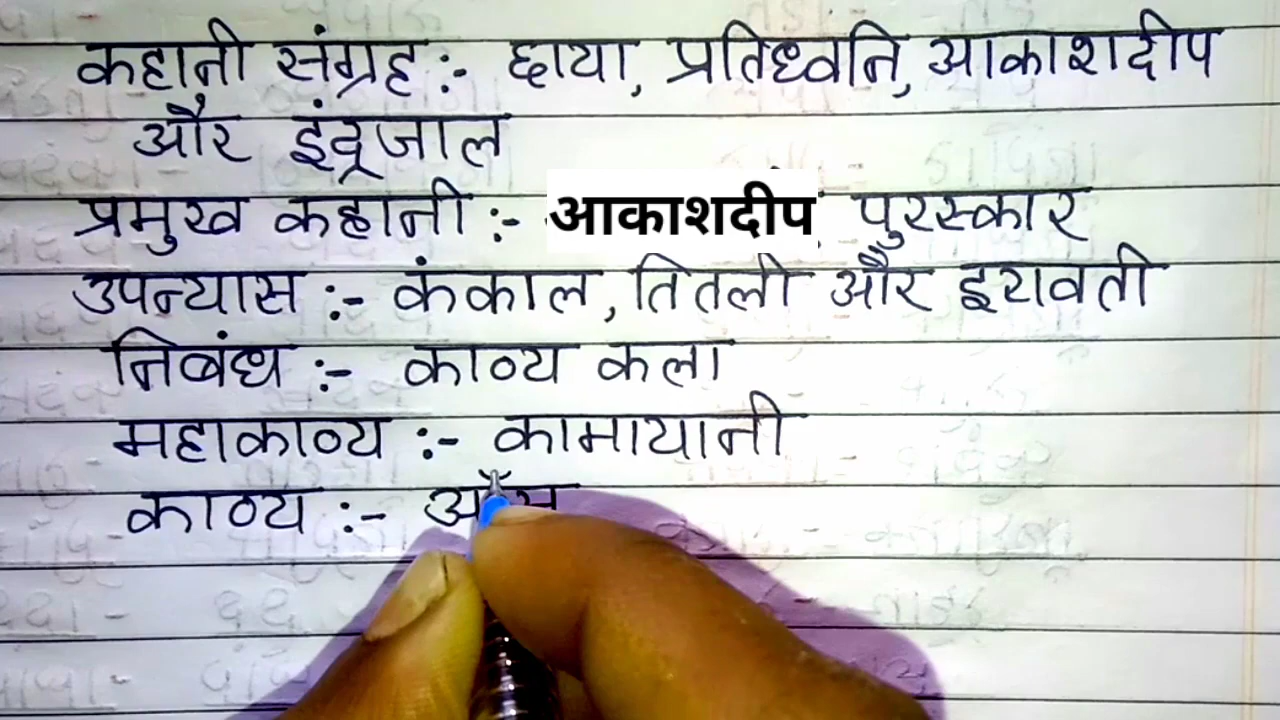 कहानी संग्रह :- छाया, प्रतिध्वनि, आकाशदीप
और इंद्रजाल
प्रमुख कहानी :- आकाशदीप, पुरस्कार
उपन्यास :- कंकाल, तितली और इरावती
निबंध :- काव्य कला
महाकाव्य :- कामायानी
काव्य :-